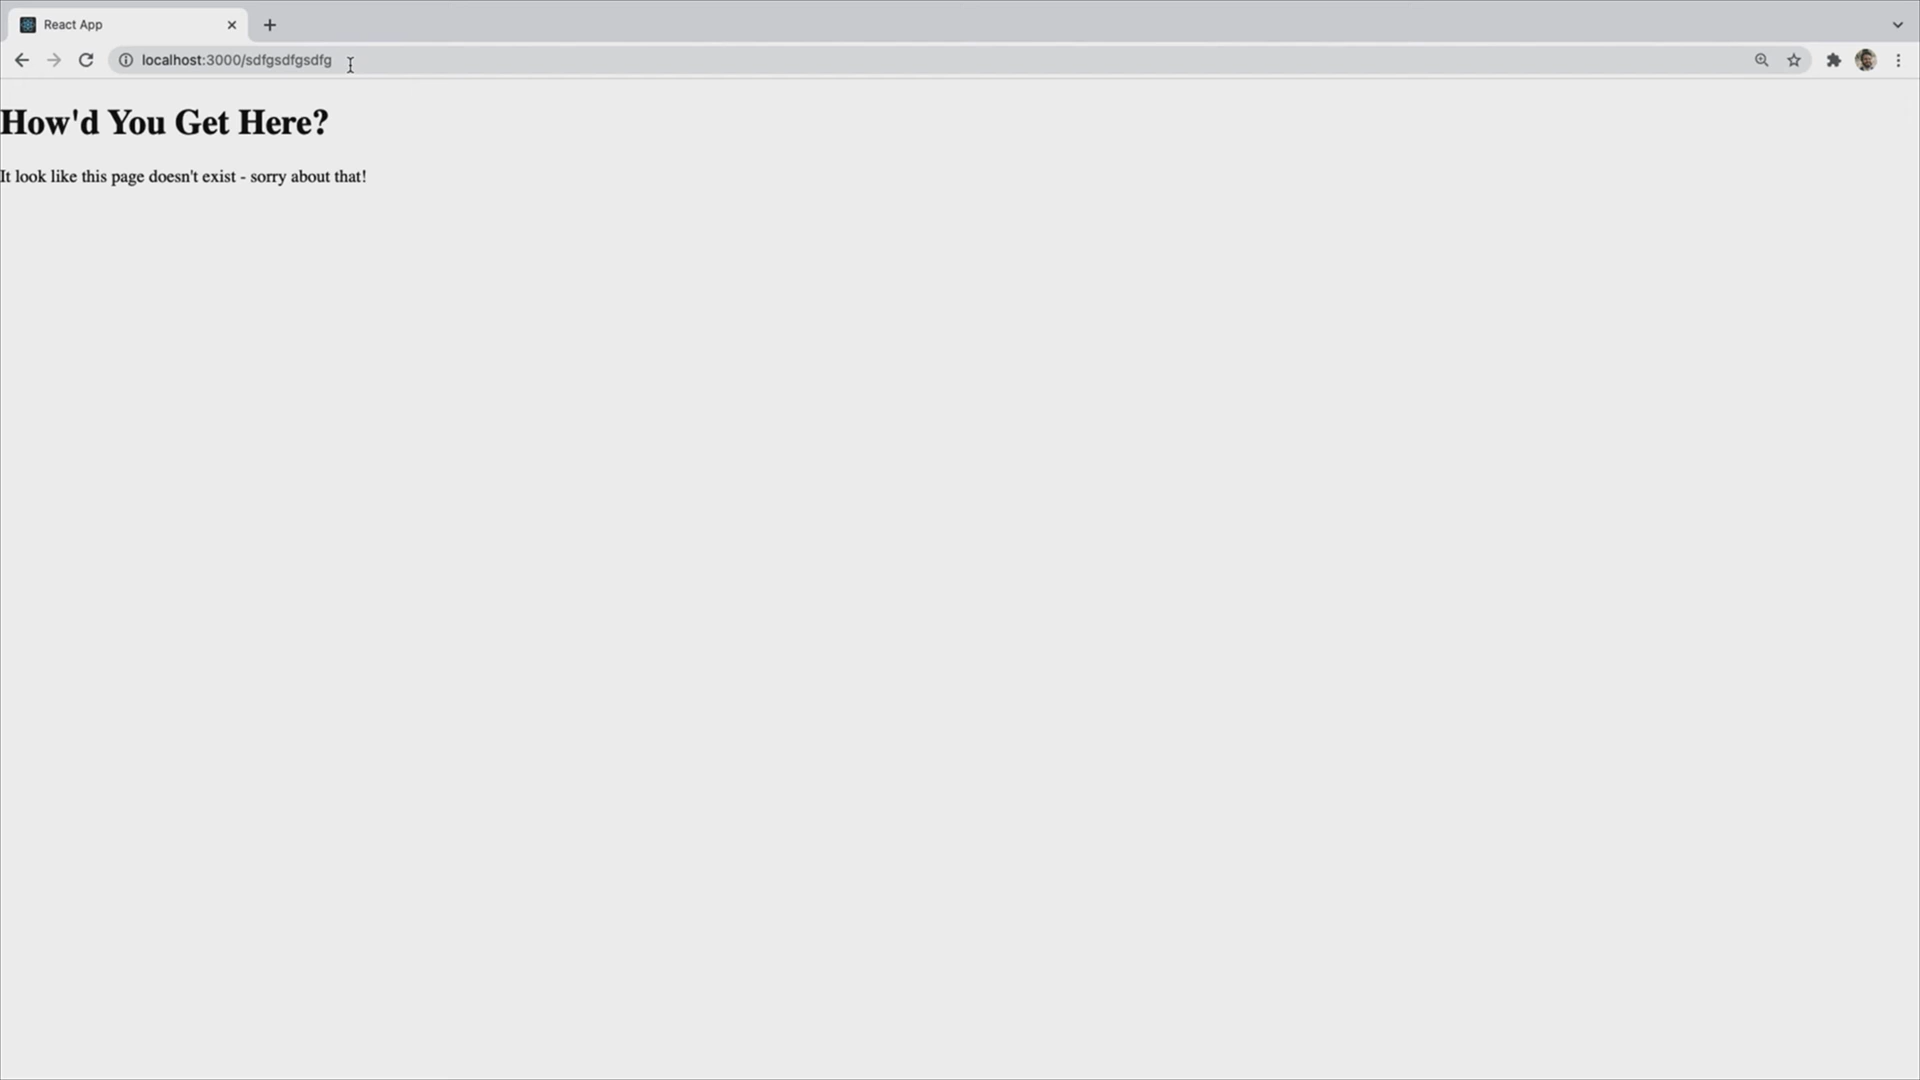 React App
localhost:3000/sdfgsdfgsdfg
How'd You Get Here?
It look like this page doesn't exist - sorry about that!